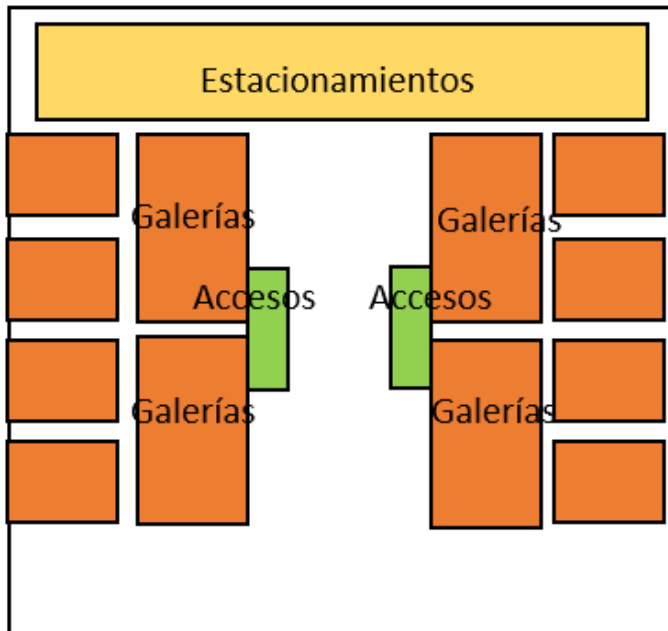 Estacionamientos
Galerías
Galerías
Accesos
Accesos
Galerías
Galerías